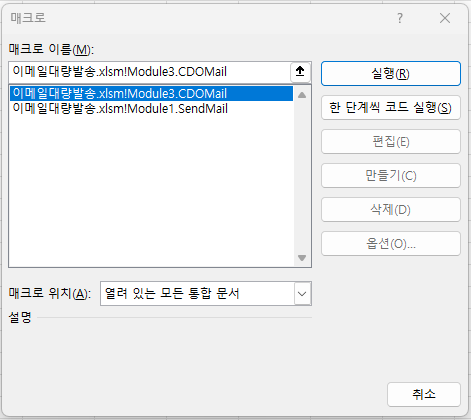 매크로
?
매크로 이름(M):
이메일대량발송.xlsm!Module3.CDOMail
이메일대량발송.xlsm!Module3.CDOMail
이메일대량발송.xlsm!Module1.SendMail
실행(R)
한 단계씩 코드 실행(S)
편집(E)
만들기(C)
삭제(D)
옵션(O)...
매크로 위치(A):
열려 있는 모든 통합 문서
설명
취소